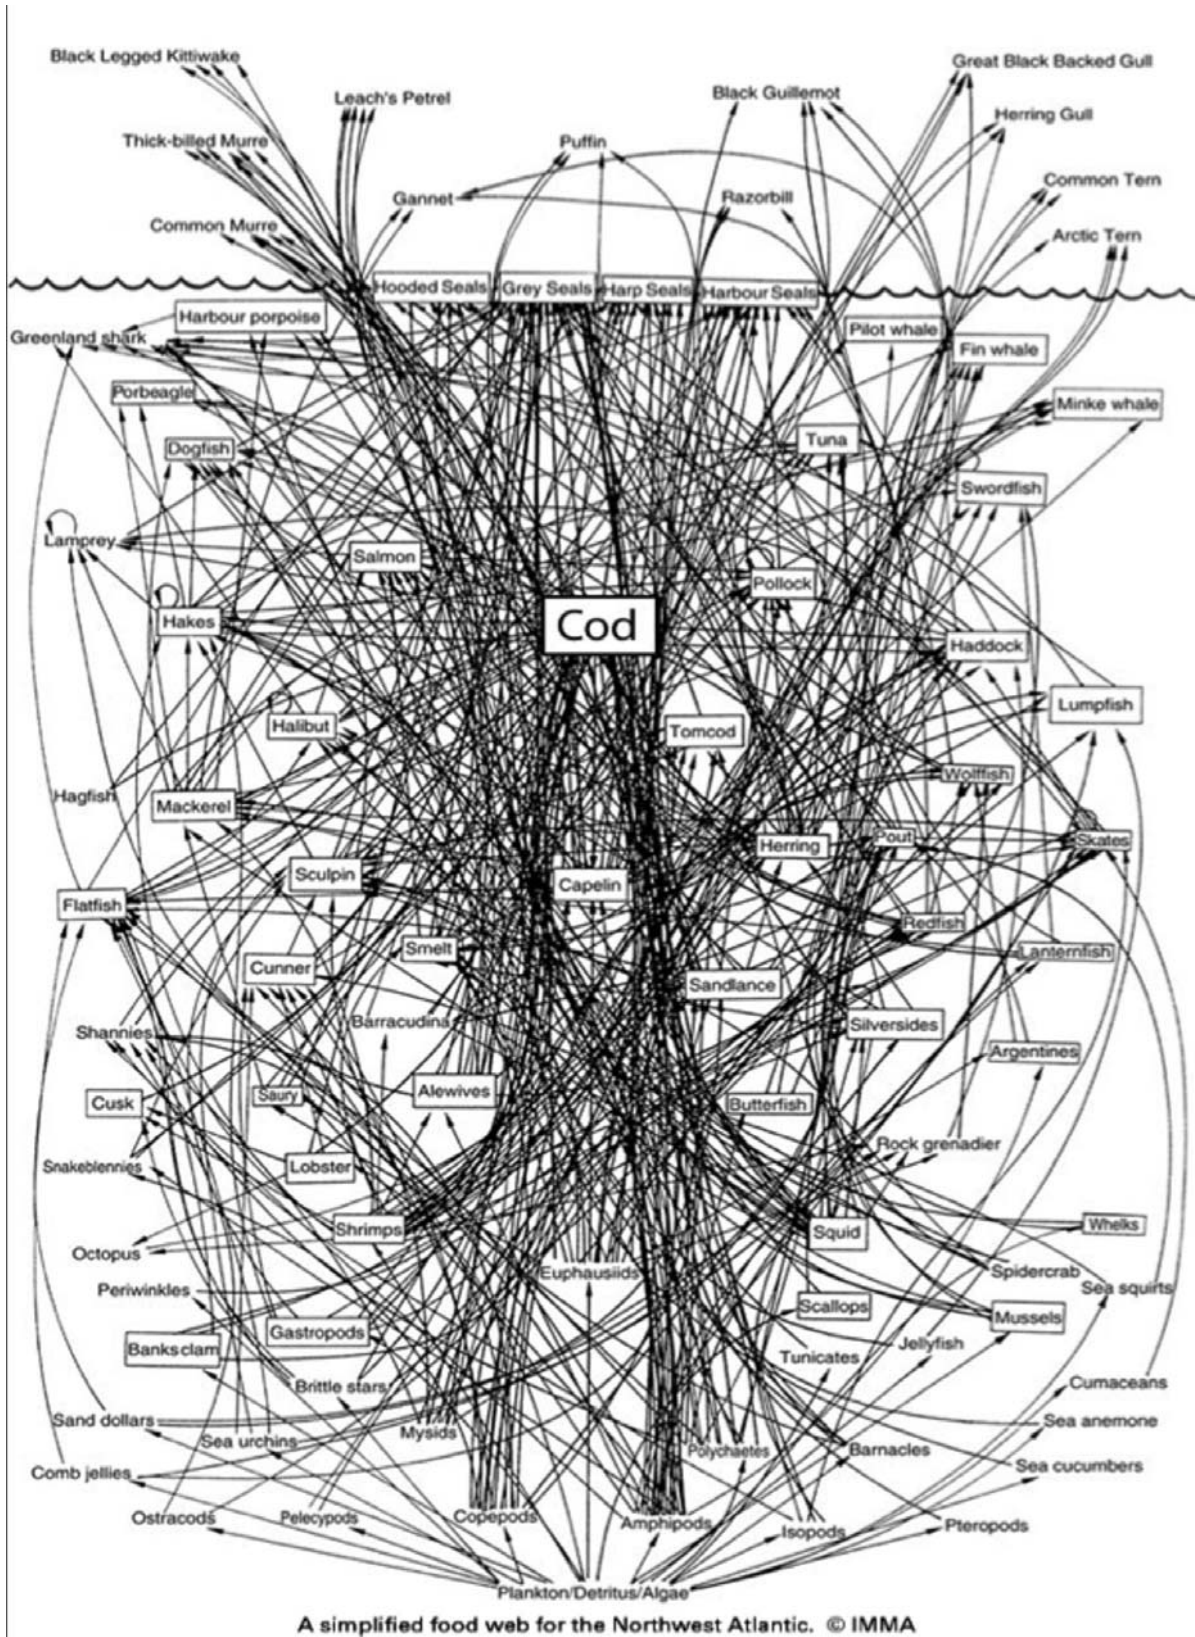 Black Legged Kittiwake
Great Black Backed Gull
Leach's Petrel
Black Guillemot
Herring Gull
Thick-billed Murre
Puffin
Common Tern
Gannet
Razorbill
Common Murre
Arctic Tern
Hooded Seals
Grey Seals
Harp Seals
Harbour Seals
Harbour porpoise
Pilot whale
Greenland shark
Fin whale
Porbeagle
Minke whale
Dogfish
Tuna
Swordfish
Lamprey
Salmon
Pollock
Hakes
Cod
Haddock
Lumpfish
Halibut
Tomcod
Wolffish
Hagfish
Mackerel
Herring
Pout
Skates
Sculpin
Capelin
Flatfish
Redfish
Smelt
Lanternfish
Cunner
Sandlance
Shannies
Barracudina
Silversides
Argentines
Cusk
Saury
Alewives
Butterfish
Rock grenadier
Snakeblennies
Lobster
Shrimps
Squid
Whelks
Octopus
Euphausiids
Spidercrab
Periwinkles
Sea squirts
Scallops
Mussels
Gastropods
Banksclam
Jellyfish
Tunicates
Brittle stars
Cumaceans
Sand dollars
Mysids
Sea anemone
Sea urchins
Polychaetes
Barnacles
Comb jellies
Sea cucumbers
Ostracods
Pelecypods
Copepods
Amphipods
Isopods
Pteropods
Plankton/Detritus/Algae
A simplified food web for the Northwest Atlantic. © IMMA